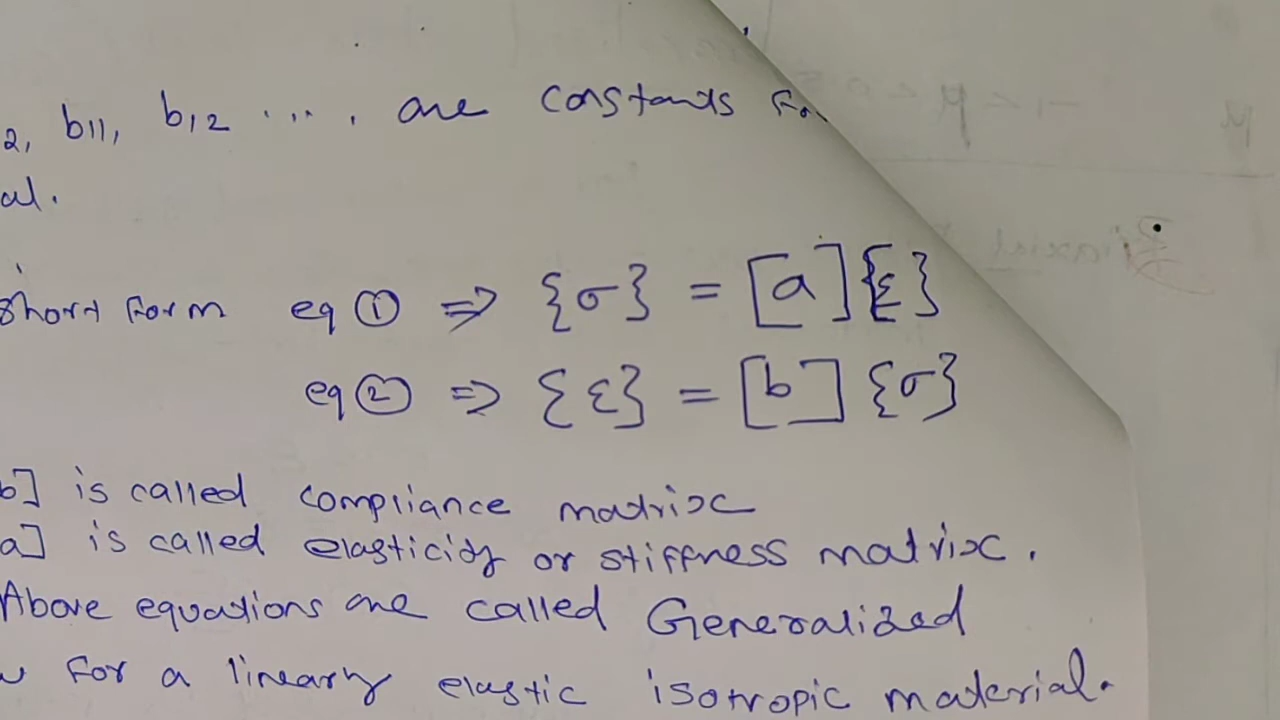 2, b11, b12 ...., are constants For
al.
short Form eq ① => {σ} = [a]{ε}
eq ② => {ε} = [b] {σ}
b] is called compliance matrix
a] is called elasticity or stiffness matrix.
Above equations are called Generalized
w for a linearly elastic isotropic material.